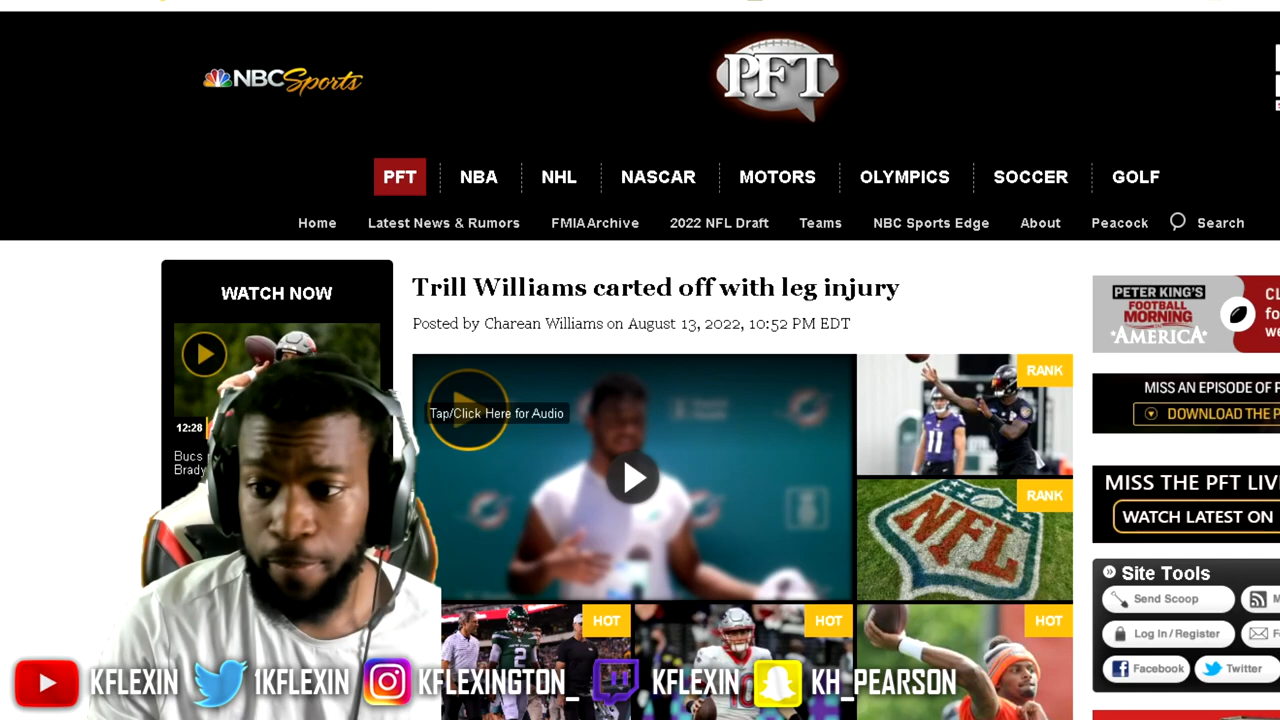 NBC Sports
PFT
PFT NBA NHL NASCAR MOTORS OLYMPICS SOCCER GOLF
Home Latest News & Rumors FMIA Archive 2022 NFL Draft Teams NBC Sports Edge About Peacock Search
WATCH NOW
12:28
Bucs
Brady
Trill Williams carted off with leg injury
Posted by Charean Williams on August 13, 2022, 10:52 PM EDT
Tap/Click Here for Audio
RANK
11
RANK
NFL
HOT
2
HOT
HOT
PETER KING'S
FOOTBALL
MORNING
IN
AMERICA
MISS AN EPISODE OF
DOWNLOAD THE
MISS THE PFT
WATCH LATEST ON
Site Tools
Send Scoop
Log In / Register
Facebook
Twitter
KFLEXIN 1KFLEXIN KFLEXINGTON_ KFLEXIN KH_PEARSON